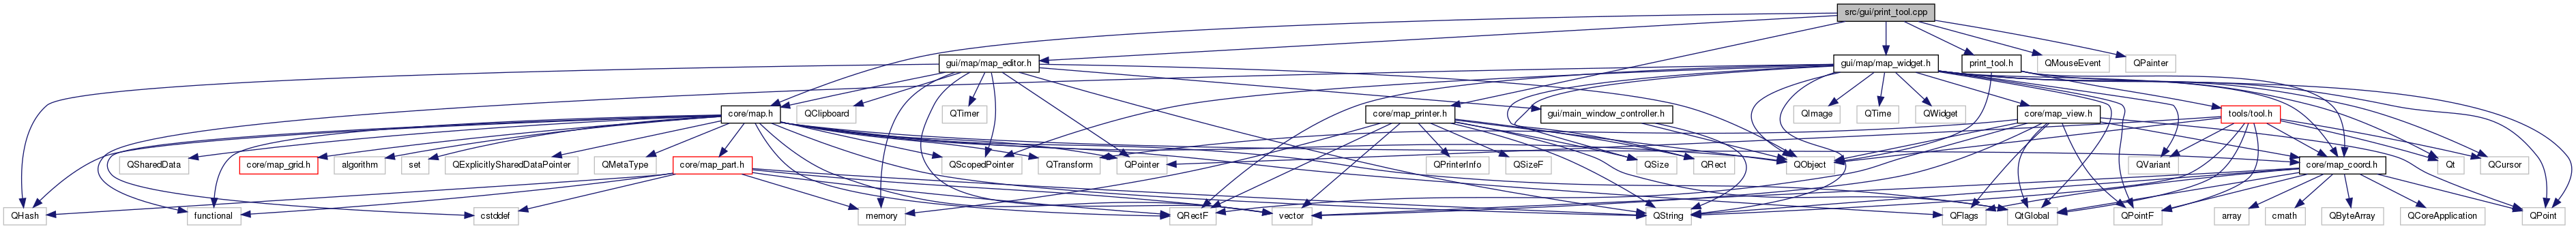 src/gui/print_tool.cpp
gui/map/map_editor.h
gui/map/map_widget.h
print_tool.h
QMouseEvent
QPainter
core/map.h
QClipboard
QTimer
gui/main_window_controller.h
core/map_printer.h
QImage
QTime
QWidget
core/map_view.h
tools/tool.h
QSharedData
core/map_grid.h
algorithm
set
QExplicitlySharedDataPointer
QMetaType
core/map_part.h
QScopedPointer
QTransform
QPointer
QPrinterInfo
QSizeF
QSize
QRect
QObject
QVariant
core/map_coord.h
Qt
QCursor
QHash
functional
cstddef
memory
QRectF
vector
QString
QFlags
QtGlobal
QPointF
array
cmath
QByteArray
QCoreApplication
QPoint